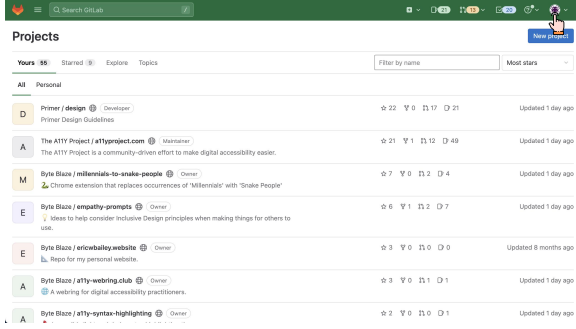 Search GitLab /
21 13 20
Projects
New project
Yours 55 Starred 0 Explore Topics
Filter by name
Most stars
All Personal
D Primer / design Developer 22 0 17 21 Updated 1 day ago
Primer Design Guidelines
A The A11Y Project / a11yproject.com Maintainer 21 1 12 49 Updated 1 day ago
The A11Y Project is a community-driven effort to make digital accessibility easier.
M Byte Blaze / millennials-to-snake-people Owner 7 0 2 4 Updated 1 day ago
🐍 Chrome extension that replaces occurrences of 'Millennials' with 'Snake People'
E Byte Blaze / empathy-prompts Owner 6 1 2 7 Updated 1 day ago
💡 Ideas to help consider Inclusive Design principles when making things for others to
use.
E Byte Blaze / ericwbailey.website Owner 3 0 0 0 Updated 8 months ago
Repo for my personal website.
A Byte Blaze / a11y-webring.club Owner 3 0 1 1 Updated 1 day ago
🌐 A webring for digital accessibility practitioners.
A Byte Blaze / a11y-syntax-highlighting Owner 2 0 0 1 Updated 1 day ago